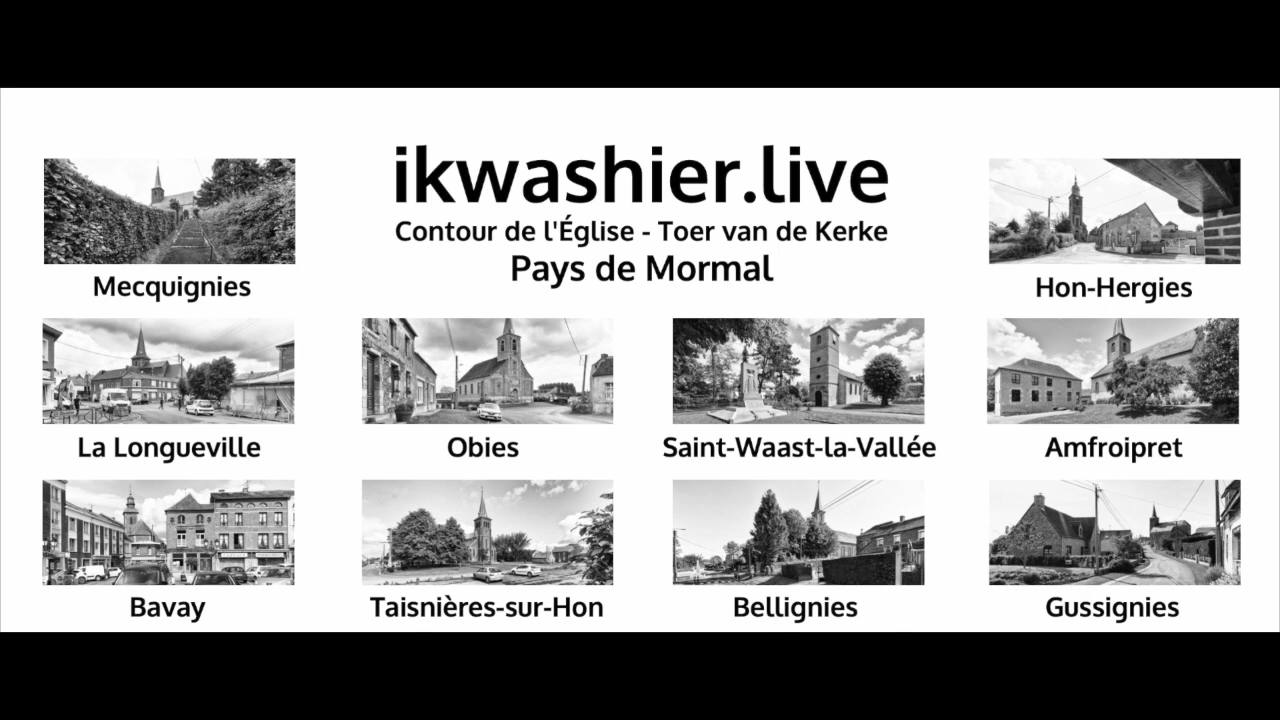 ikwashier.live
Contour de l'Église - Toer van de Kerke
Pays de Mormal
Mecquignies
Hon-Hergies
La Longueville
Obies
Saint-Waast-la-Vallée
Amfroipret
Bavay
Taisnières-sur-Hon
Bellignies
Gussignies